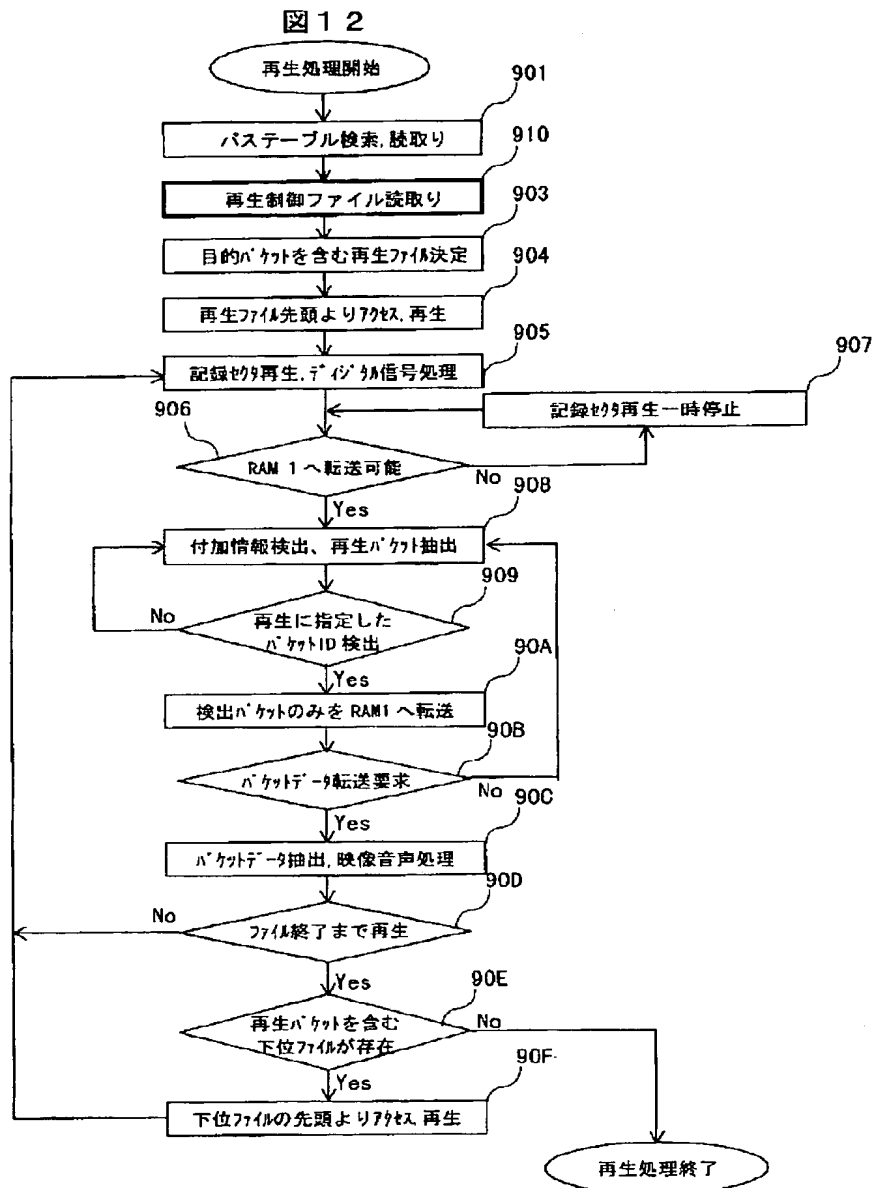 図12
再生処理開始
901
パステーブル検索,読取り
910
再生制御ファイル読取り
903
目的パケットを含む再生ファイル決定
904
再生ファイル先頭よりアクセス,再生
905
記録セクタ再生,ディジタル信号処理
907
記録セクタ再生一時停止
906
RAM 1 へ転送可能
No
Yes
908
付加情報検出、再生パケット抽出
909
再生に指定した
パケットID 検出
No
Yes
90A
検出パケットのみを RAM1 へ転送
90B
パケットデータ転送要求
No
Yes
90C
パケットデータ抽出,映像音声処理
90D
ファイル終了まで再生
No
Yes
90E
再生パケットを含む
下位ファイルが存在
No
Yes
90F
下位ファイルの先頭よりアクセス,再生
再生処理終了